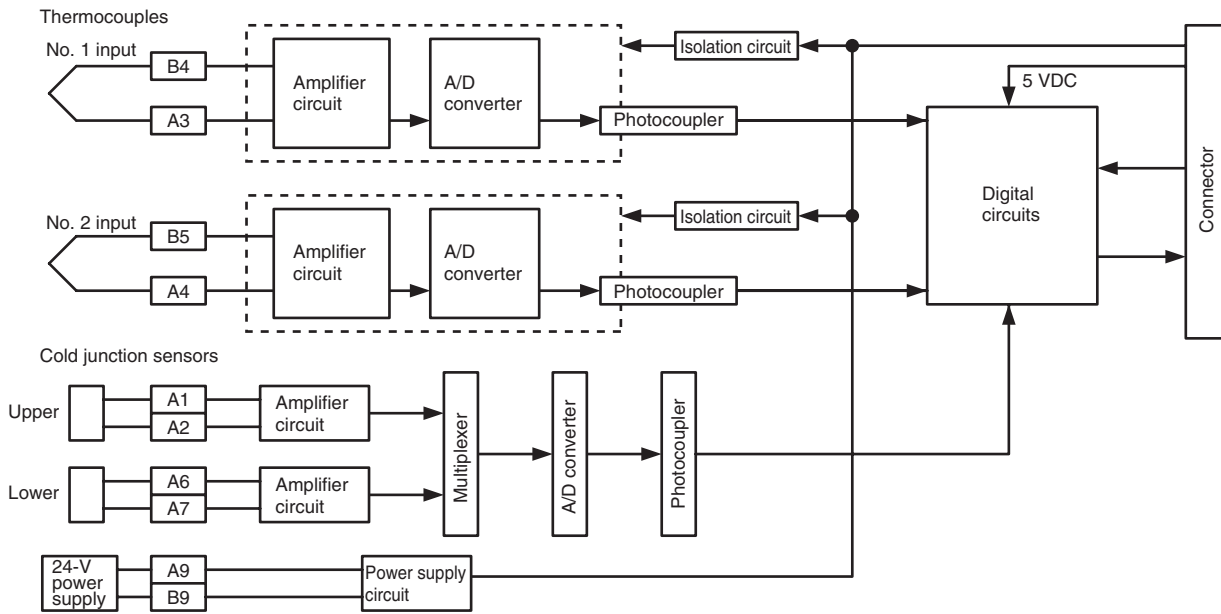 Thermocouples
No. 1 input
B4
A3
Amplifier
circuit
A/D
converter
Isolation circuit
Photocoupler
5 VDC
No. 2 input
B5
A4
Amplifier
circuit
A/D
converter
Isolation circuit
Photocoupler
Digital
circuits
Connector
Cold junction sensors
Upper
A1
A2
Amplifier
circuit
Lower
A6
A7
Amplifier
circuit
Multiplexer
A/D converter
Photocoupler
24-V
power
supply
A9
B9
Power supply
circuit